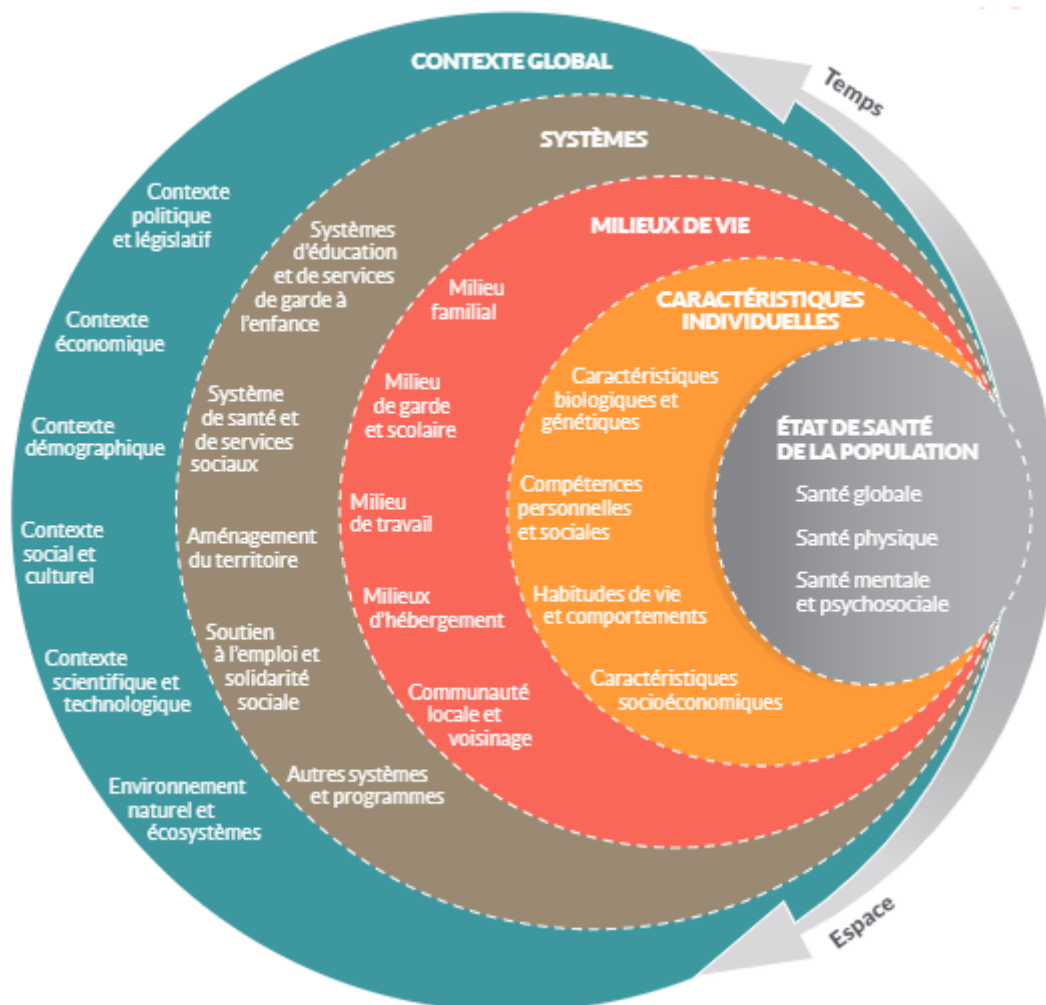 CONTEXTE GLOBAL
Temps
SYSTÈMES
MILIEUX DE VIE
CARACTÉRISTIQUES
INDIVIDUELLES
ÉTAT DE SANTÉ
DE LA POPULATION
Santé globale
Santé physique
Santé mentale
et psychosociale
Contexte
politique
et législatif
Contexte
économique
Contexte
démographique
Contexte
social et
culturel
Contexte
scientifique et
technologique
Environnement
naturel et
écosystèmes
Systèmes
d'éducation
et de services
de garde à
l'enfance
Système
de santé et
de services
sociaux
Aménagement
du territoire
Soutien
à l'emploi et
solidarité
sociale
Autres systèmes
et programmes
Milieu
familial
Milieu
de garde
et scolaire
Milieu
de travail
Milieux
d'hébergement
Communauté
locale et
voisinage
Caractéristiques
biologiques et
génétiques
Compétences
personnelles
et sociales
Habitudes de vie
et comportements
Caractéristiques
socioéconomiques
Espace